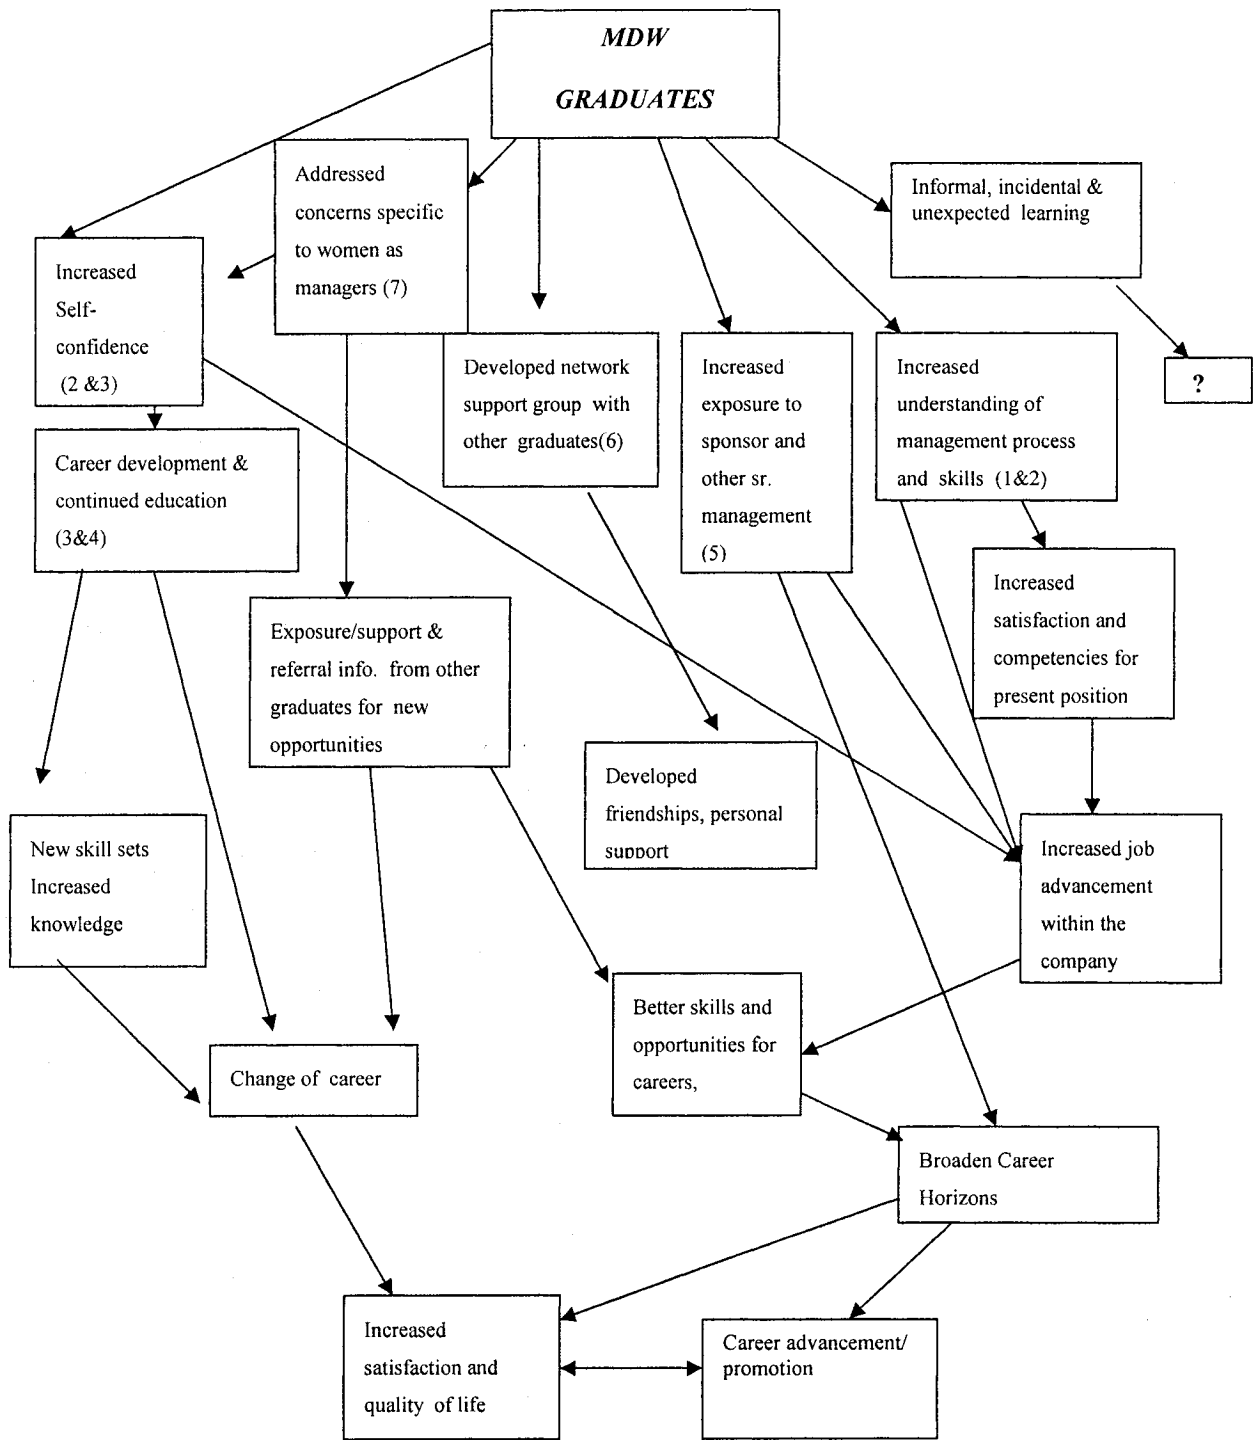 MDW
GRADUATES
Addressed
concerns specific
to women as
managers (7)
Informal, incidental &
unexpected learning
Increased
Self-
confidence
(2 &3)
Developed network
support group with
other graduates(6)
Increased
exposure to
sponsor and
other sr.
management
(5)
Increased
understanding of
management process
and skills (1&2)
?
Career development &
continued education
(3&4)
Increased
satisfaction and
competencies for
present position
Exposure/support &
referral info. from other
graduates for new
opportunities
Developed
friendships, personal
support
New skill sets
Increased
knowledge
Increased job
advancement
within the
company
Better skills and
opportunities for
careers,
Change of career
Broaden Career
Horizons
Increased
satisfaction and
quality of life
Career advancement/
promotion